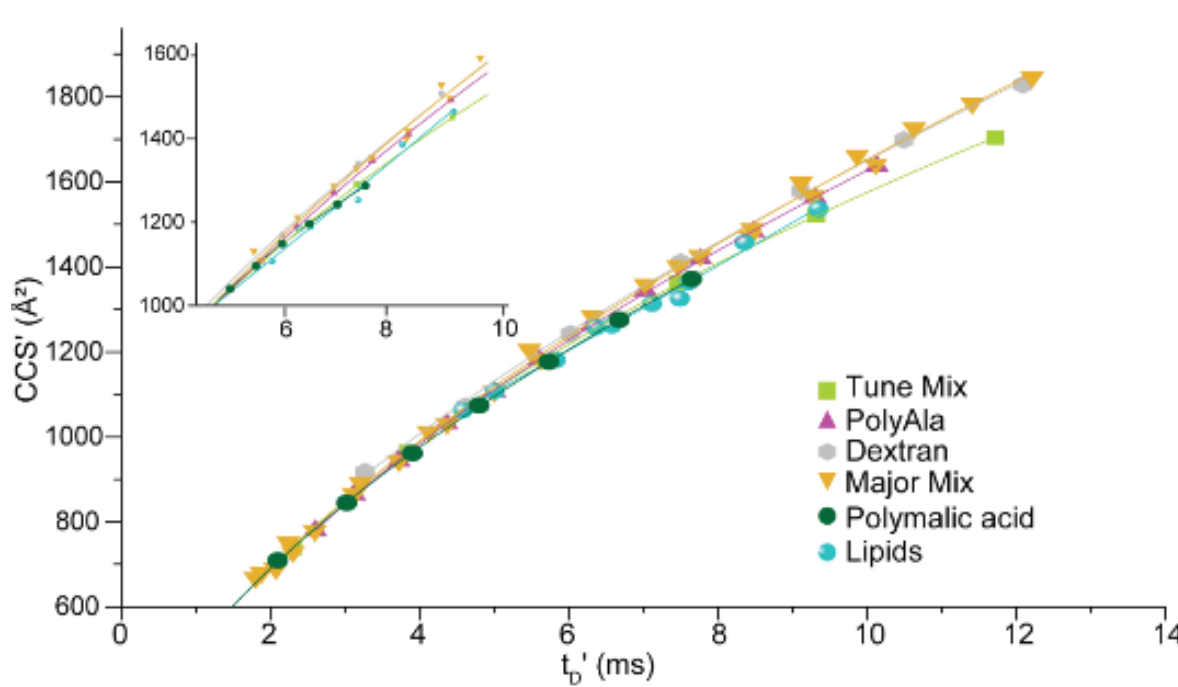 1600
1400
1200
1000
6
8
10
CCS' (Å²)
1800
1600
1400
1200
1000
800
600
0
2
4
6
8
10
12
14
t_D' (ms)
Tune Mix
PolyAla
Dextran
Major Mix
Polymalic acid
Lipids